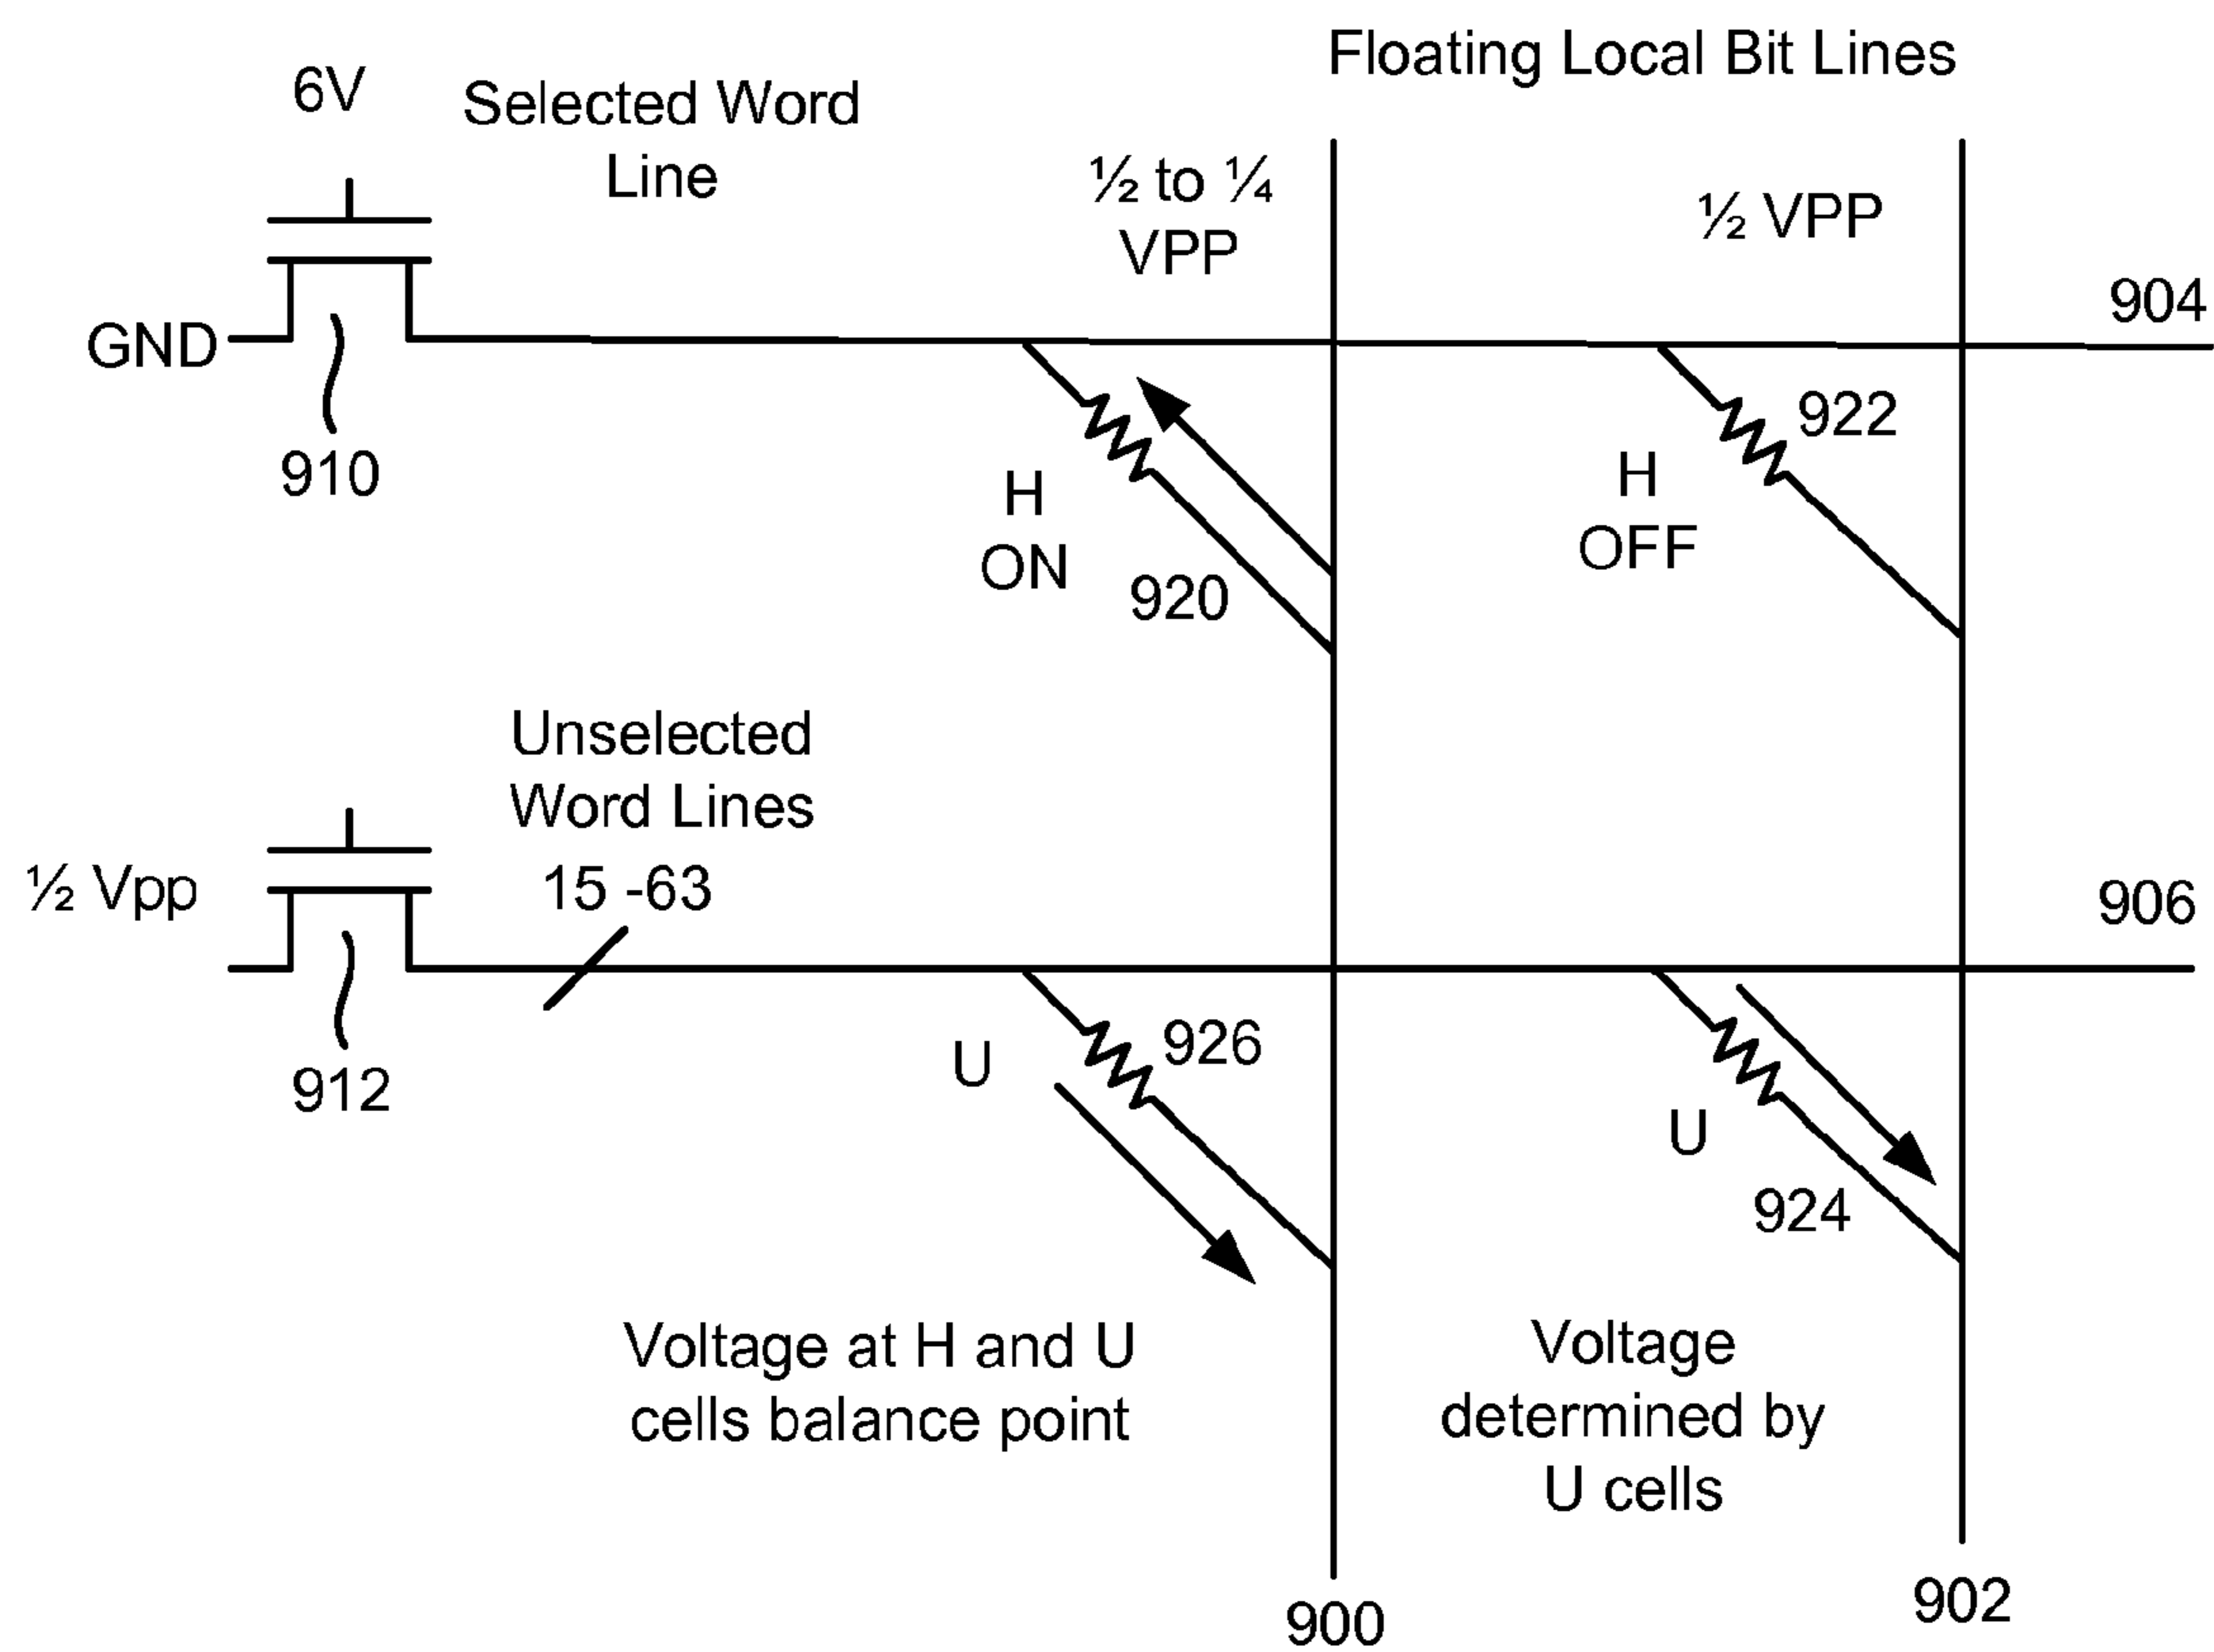 Floating Local Bit Lines
6V
Selected Word
Line
½ to ¼
VPP
½ VPP
904
GND
910
H
ON
920
922
H
OFF
Unselected
Word Lines
15 -63
½ Vpp
906
912
U
926
U
924
Voltage at H and U
cells balance point
Voltage
determined by
U cells
900
902